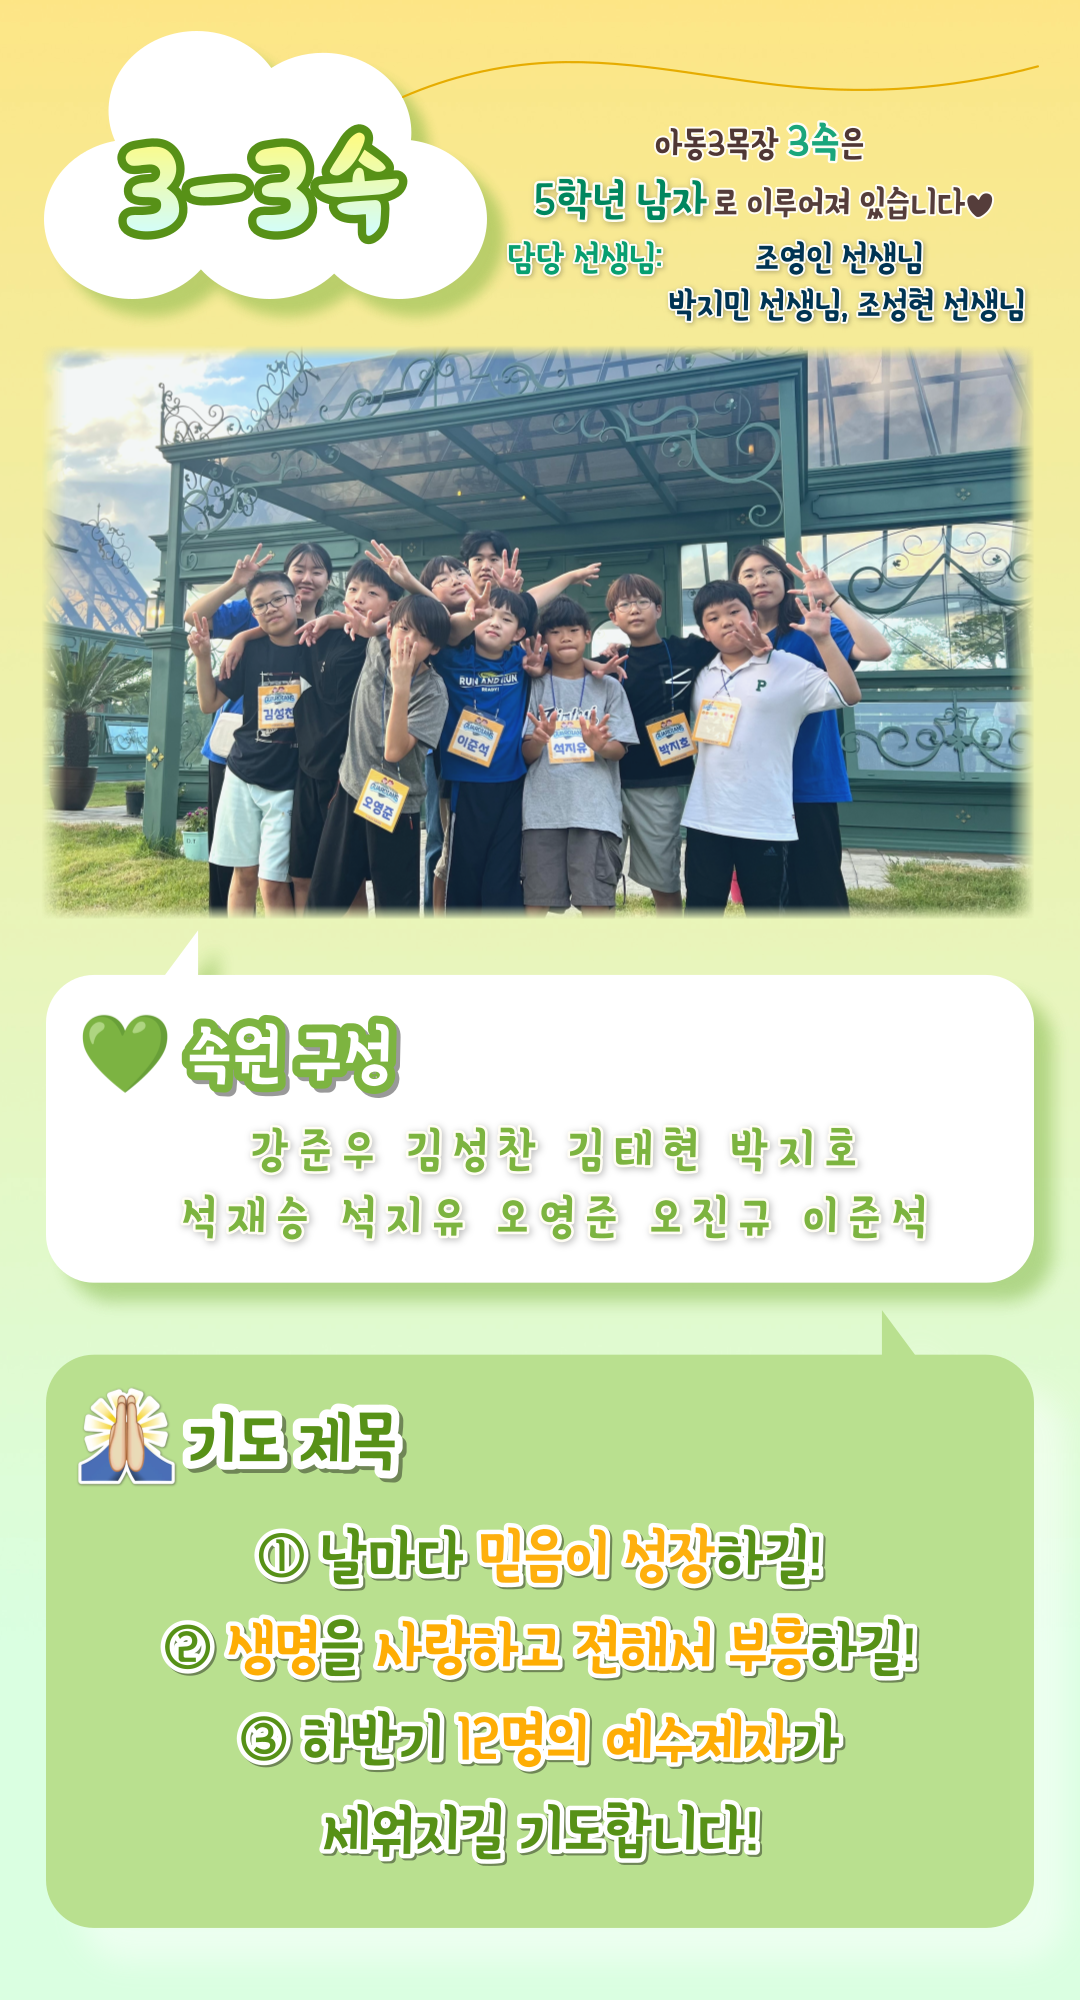 3-3속
아동3목장 3속은
5학년 남자로 이루어져 있습니다♥
담당 선생님: 조영인 선생님
박지민 선생님, 조성현 선생님
RUN AND RUN
READY!
P
김성찬
이준석
석지유
박지호
오영준
속원 구성
강준우 김성찬 김태현 박지호
석재승 석지유 오영준 오진규 이준석
기도 제목
① 날마다 믿음이 성장하길!
② 생명을 사랑하고 전해서 부흥하길!
③ 하반기 12명의 예수제자가
세워지길 기도합니다!